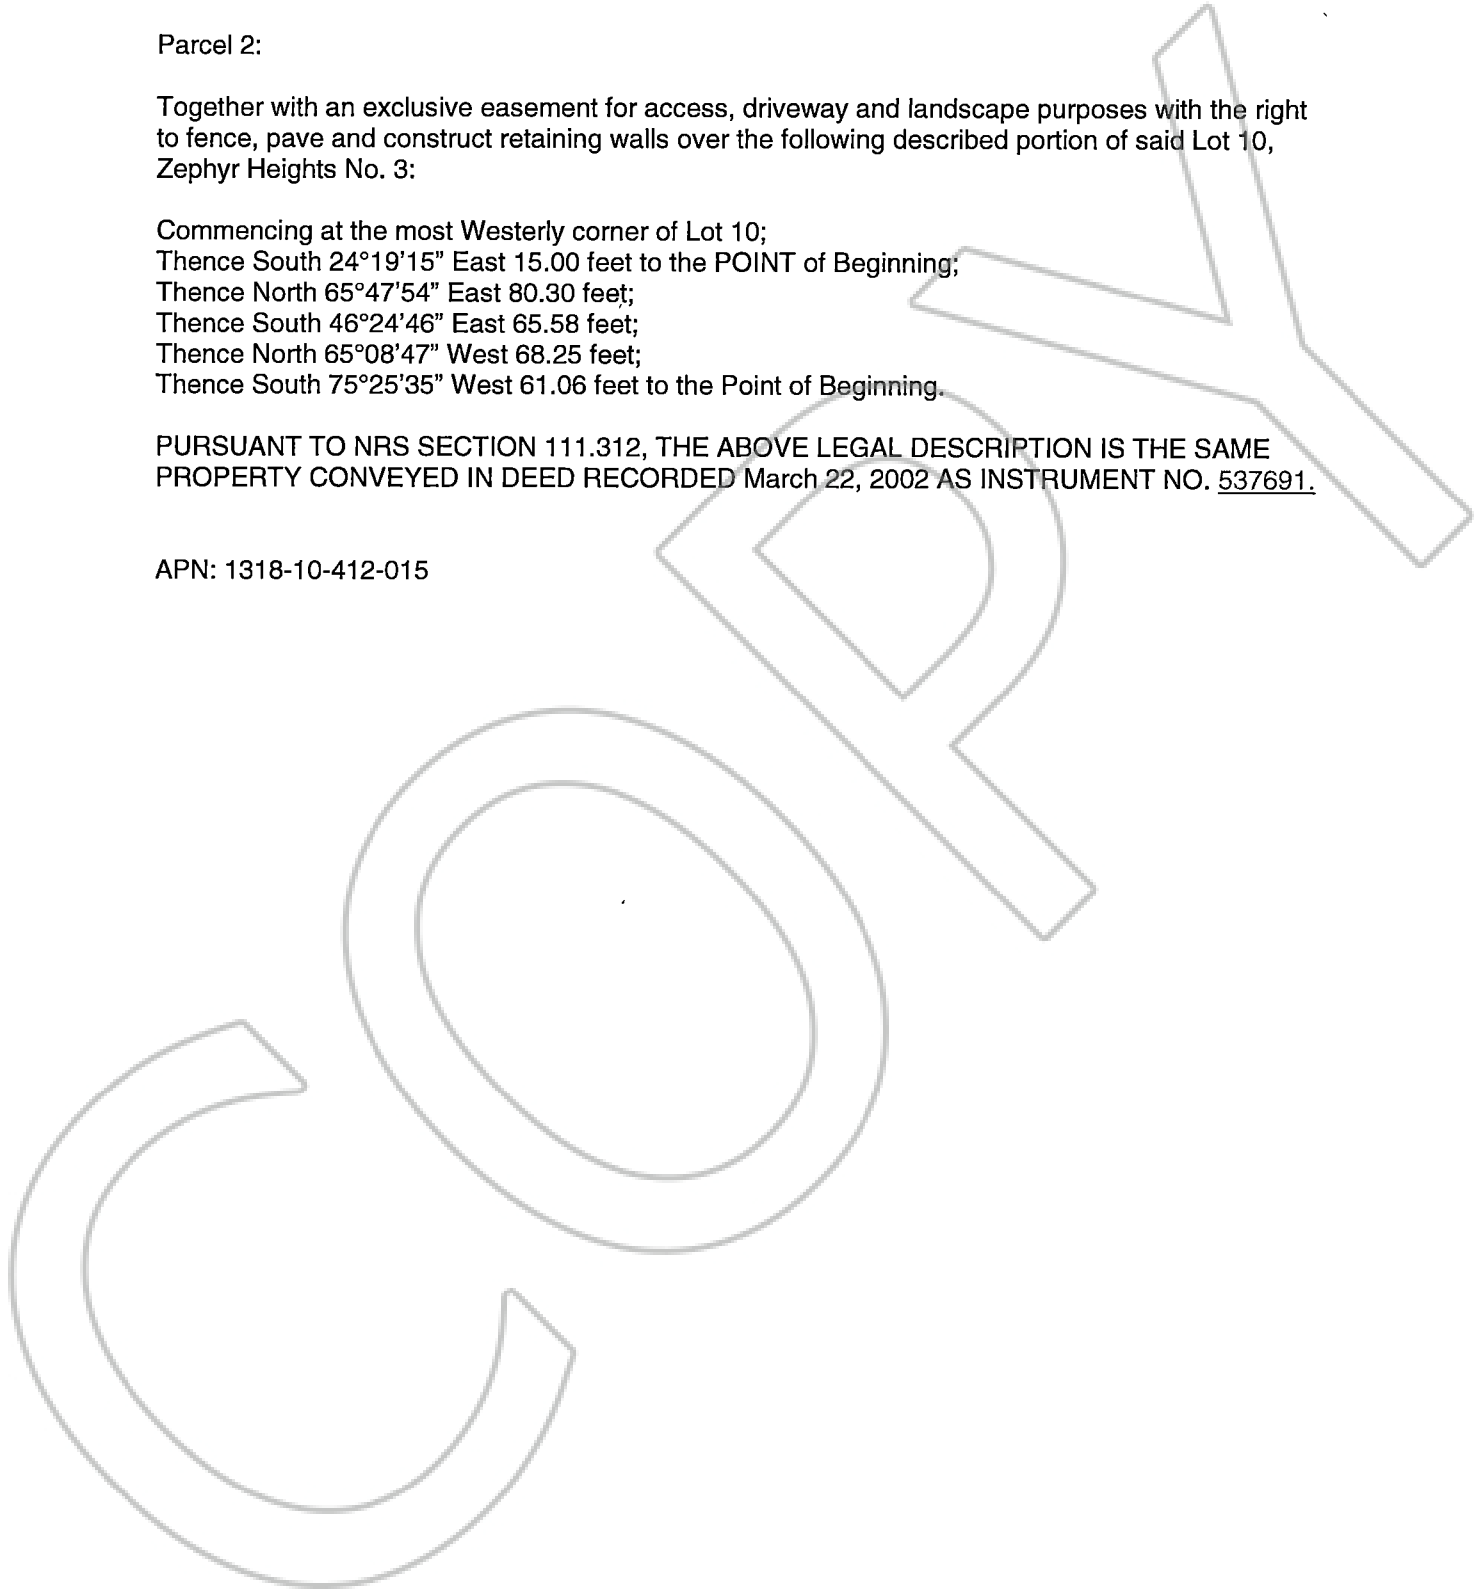 Parcel 2:
Together with an exclusive easement for access, driveway and landscape purposes with the right
to fence, pave and construct retaining walls over the following described portion of said Lot 10,
Zephyr Heights No. 3:
Commencing at the most Westerly corner of Lot 10;
Thence South 24°19'15” East 15.00 feet to the POINT of Beginning;
Thence North 65°47'54” East 80.30 feet;
Thence South 46°24'46” East 65.58 feet;
Thence North 65°08'47” West 68.25 feet;
Thence South 75°25'35” West 61.06 feet to the Point of Beginning.
PURSUANT TO NRS SECTION 111.312, THE ABOVE LEGAL DESCRIPTION IS THE SAME
PROPERTY CONVEYED IN DEED RECORDED March 22, 2002 AS INSTRUMENT NO. 537691.
APN: 1318-10-412-015
COPY